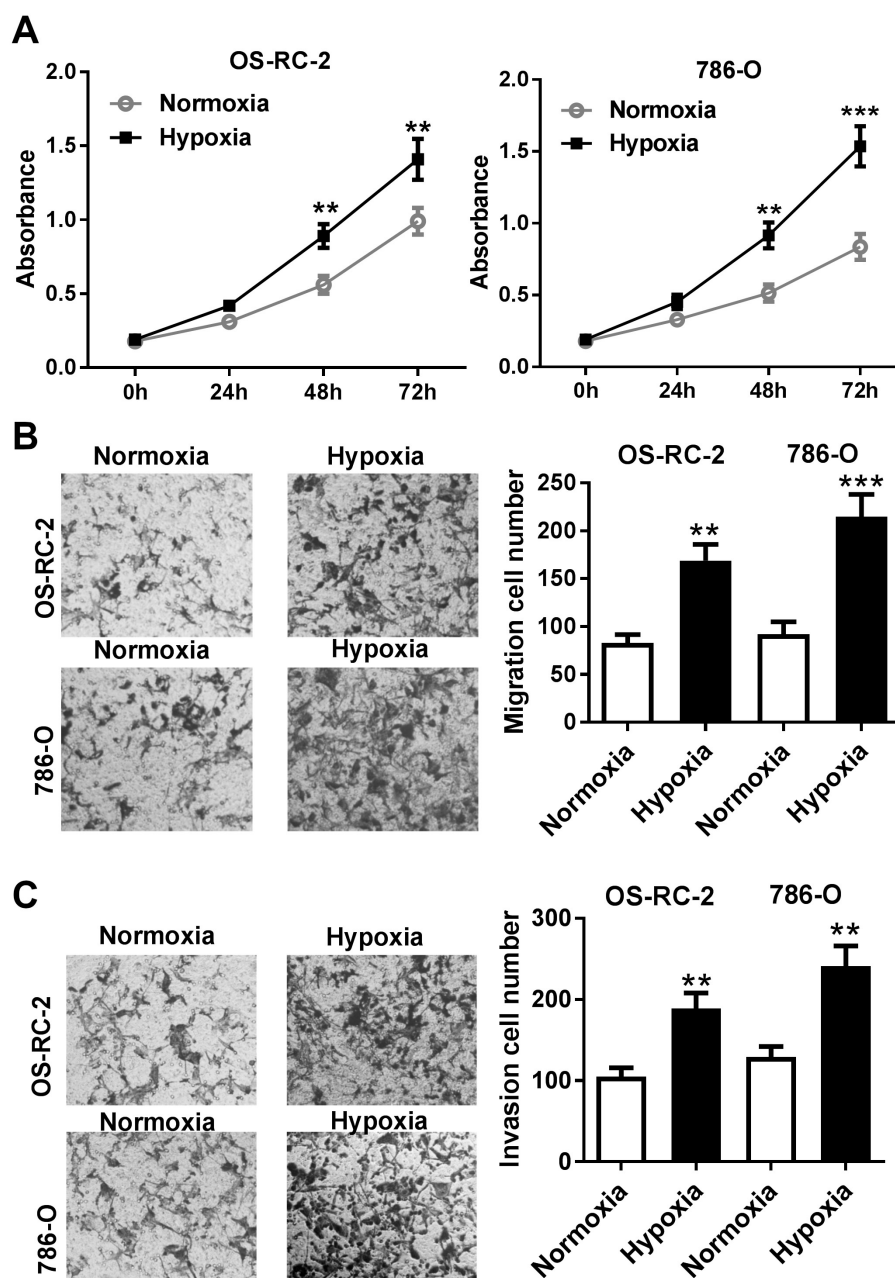 A
OS-RC-2
Absorbance
2.0
1.5
1.0
0.5
0.0
Normoxia
Hypoxia
**
**
0h 24h 48h 72h
786-O
Absorbance
2.0
1.5
1.0
0.5
0.0
Normoxia
Hypoxia
**
***
0h 24h 48h 72h
B
Normoxia Hypoxia
OS-RC-2
Normoxia Hypoxia
786-O
OS-RC-2 786-O
Migration cell number
250
200
150
100
50
0
**
***
Normoxia Hypoxia Normoxia Hypoxia
C
Normoxia Hypoxia
OS-RC-2
Normoxia Hypoxia
786-O
OS-RC-2 786-O
Invasion cell number
300
200
100
0
**
**
Normoxia Hypoxia Normoxia Hypoxia